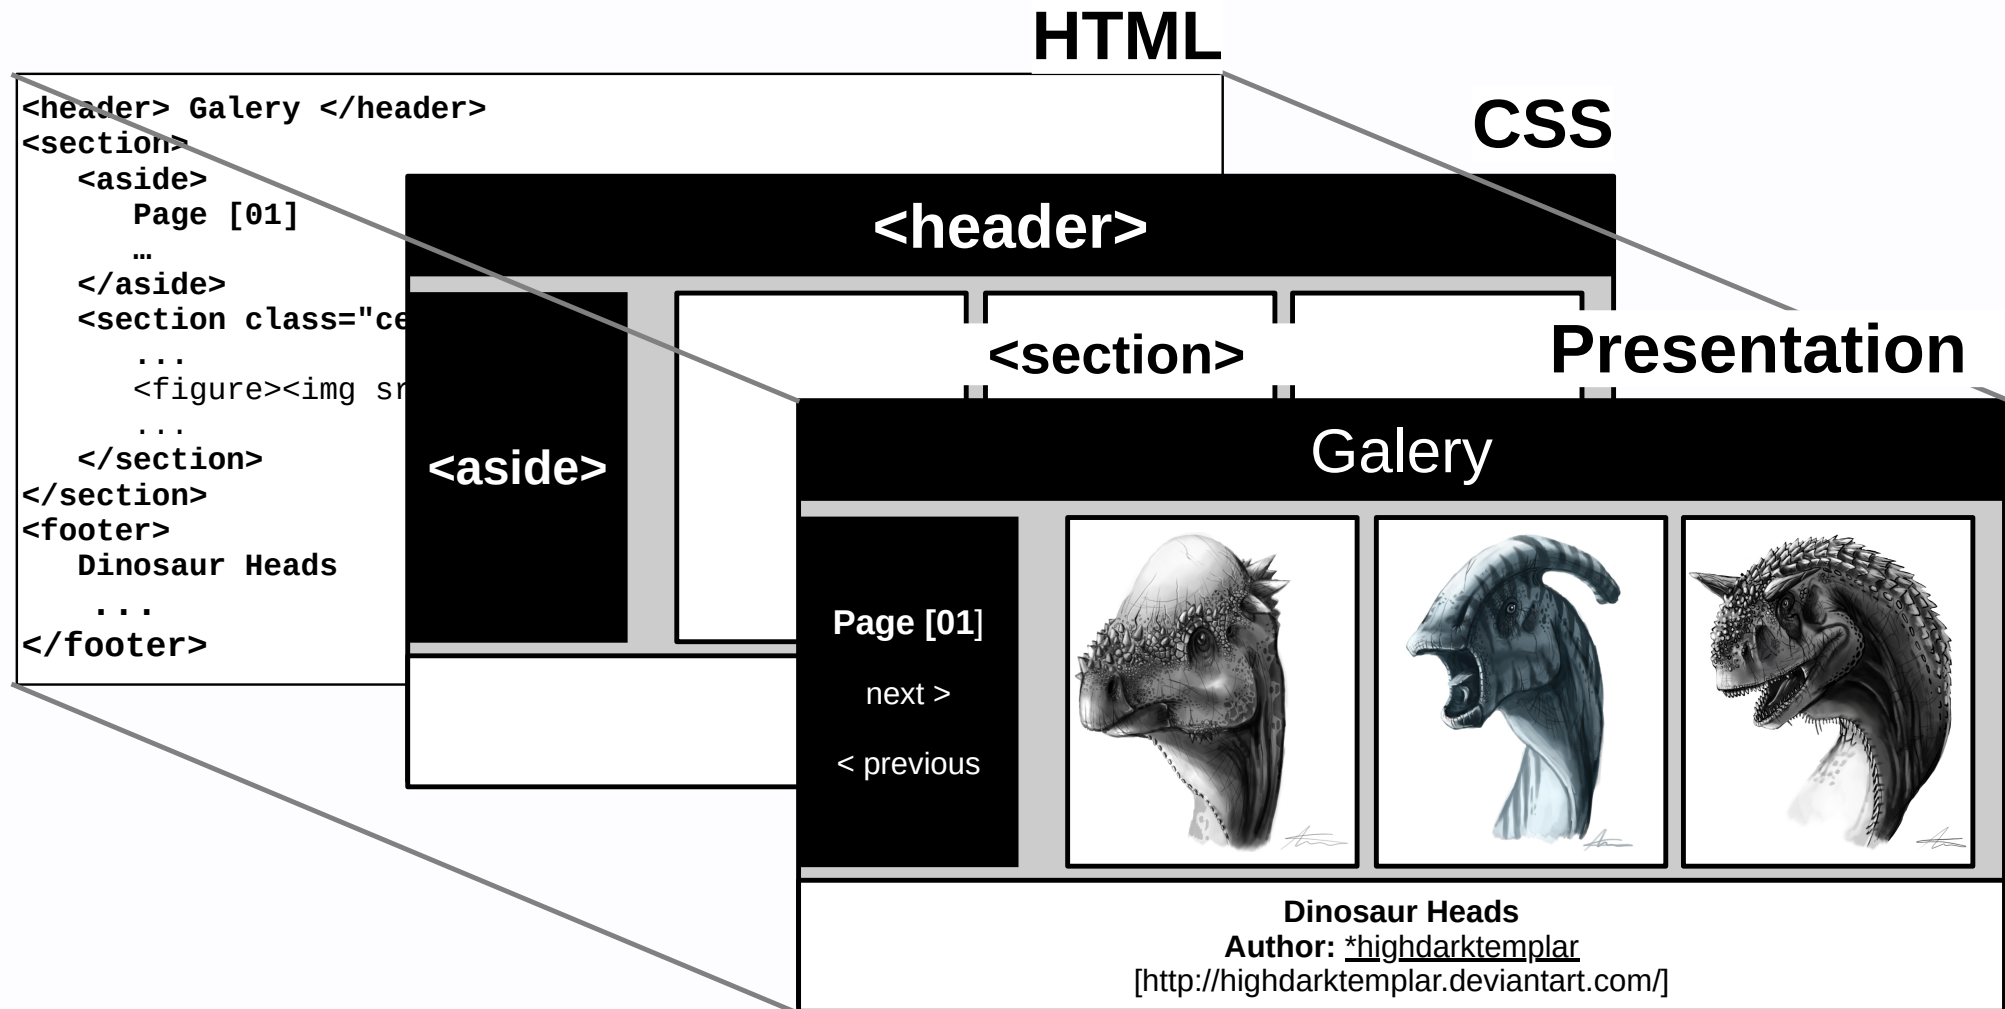 HTML
<header> Galery </header>
<section>
<aside>
Page [01]
…
</aside>
<section class="ce
...
<figure><img sr
...
</section>
</section>
<footer>
Dinosaur Heads
...
</footer>
CSS
<header>
<aside>
<section>
Presentation
Galery
Page [01]
next >
< previous
Dinosaur Heads
Author: *highdarktemplar
[http://highdarktemplar.deviantart.com/]